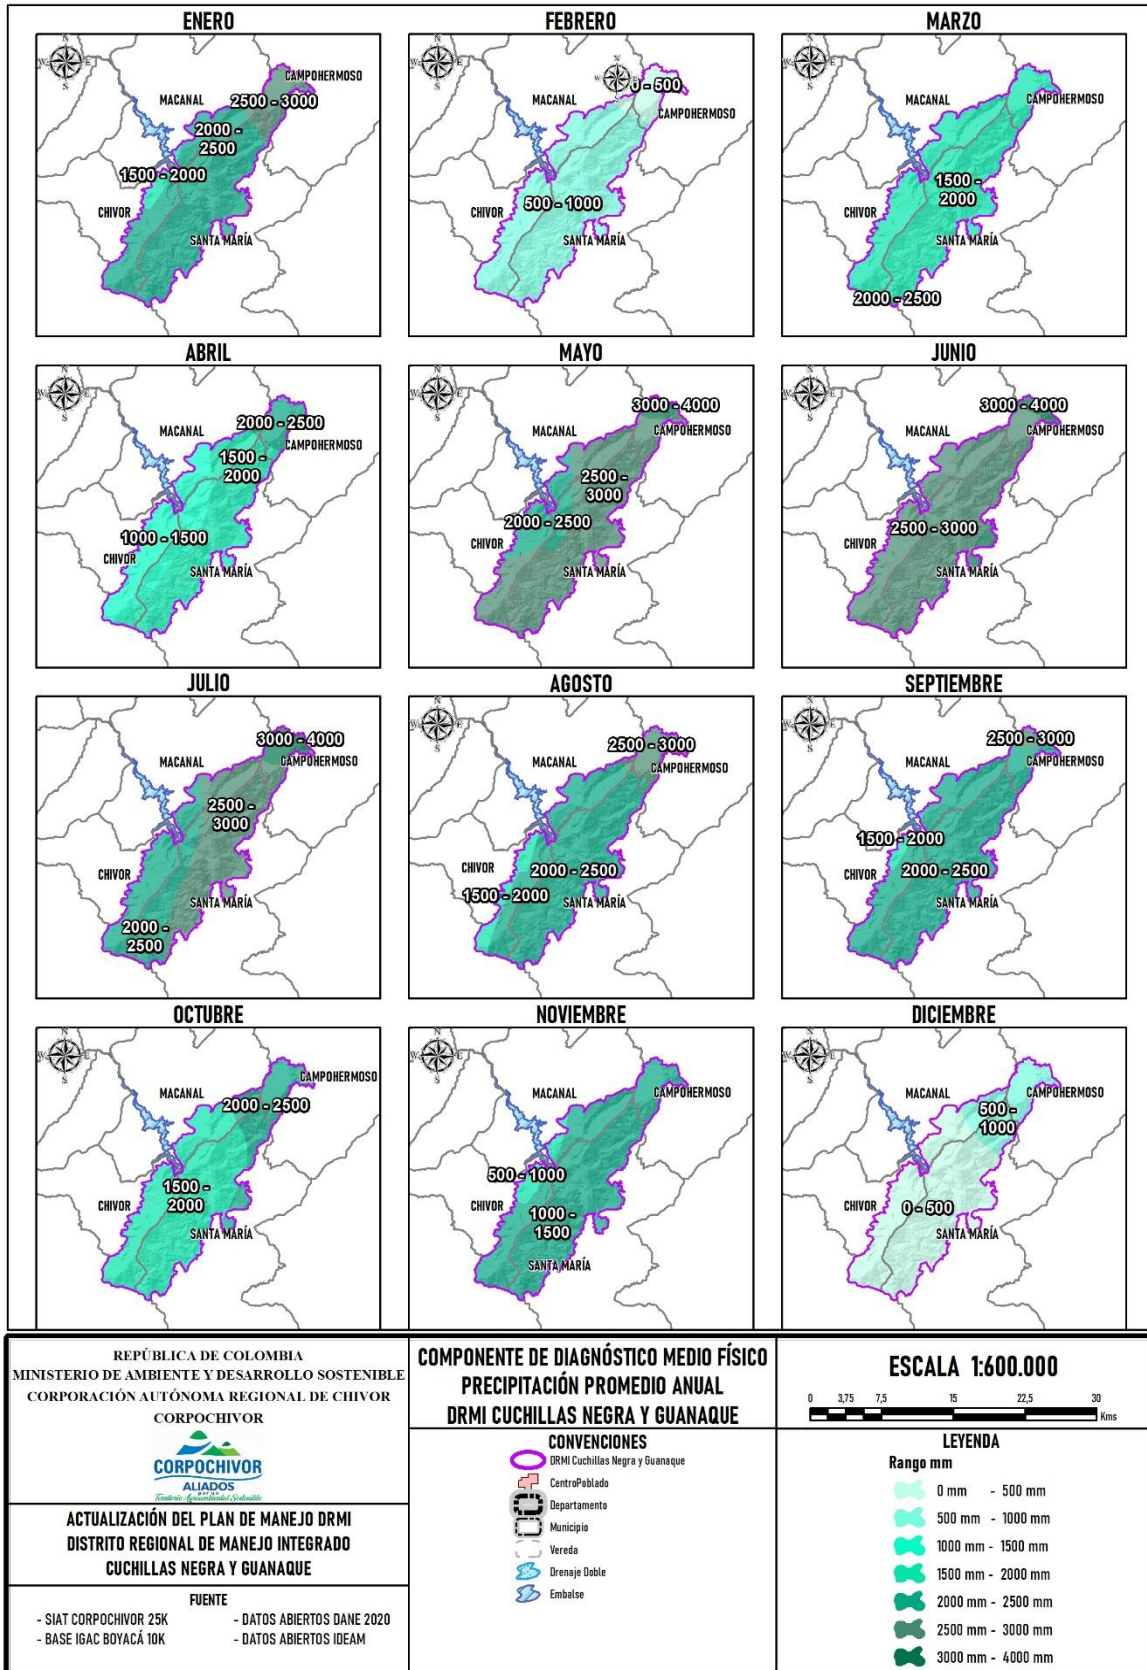 ENERO
FEBRERO
MARZO
N
W
E
S
CAMPOHERMOSO
MACANAL
2500 - 3000
2000 -
2500
1500 - 2000
CHIVOR
SANTA MARÍA
N
W
E
S
N
W
E
S
0 - 500
MACANAL
CAMPOHERMOSO
500 - 1000
CHIVOR
SANTA MARÍA
N
W
E
S
MACANAL
CAMPOHERMOSO
1500 -
2000
CHIVOR
SANTA MARÍA
2000 - 2500
ABRIL
MAYO
JUNIO
N
W
E
S
2000 - 2500
MACANAL
CAMPOHERMOSO
1500 -
2000
1000 - 1500
CHIVOR
SANTA MARÍA
N
W
E
S
3000 - 4000
MACANAL
CAMPOHERMOSO
2500 -
3000
2000 - 2500
CHIVOR
SANTA MARÍA
N
W
E
S
3000 - 4000
MACANAL
CAMPOHERMOSO
2500 - 3000
CHIVOR
SANTA MARÍA
JULIO
AGOSTO
SEPTIEMBRE
N
W
E
S
3000 - 4000
MACANAL
CAMPOHERMOSO
2500 -
3000
CHIVOR
SANTA MARÍA
2000 -
2500
N
W
E
S
2500 - 3000
MACANAL
CAMPOHERMOSO
CHIVOR
2000 - 2500
1500 - 2000
SANTA MARÍA
N
W
E
S
2500 - 3000
MACANAL
CAMPOHERMOSO
1500 - 2000
2000 - 2500
CHIVOR
SANTA MARÍA
OCTUBRE
NOVIEMBRE
DICIEMBRE
N
W
E
S
CAMPOHERMOSO
MACANAL
2000 - 2500
CHIVOR
1500 -
2000
SANTA MARÍA
N
W
E
S
MACANAL
CAMPOHERMOSO
500 - 1000
CHIVOR
1000 -
1500
SANTA MARÍA
N
W
E
S
MACANAL
CAMPOHERMOSO
500 -
1000
CHIVOR
0 - 500
SANTA MARÍA
REPÚBLICA DE COLOMBIA
MINISTERIO DE AMBIENTE Y DESARROLLO SOSTENIBLE
CORPORACIÓN AUTÓNOMA REGIONAL DE CHIVOR
CORPOCHIVOR
CORPOCHIVOR
ALIADOS
por un
Territorio Agroambiental Sostenible
ACTUALIZACIÓN DEL PLAN DE MANEJO DRMI
DISTRITO REGIONAL DE MANEJO INTEGRADO
CUCHILLAS NEGRA Y GUANAQUE
FUENTE
- SIAT CORPOCHIVOR 25K
- DATOS ABIERTOS DANE 2020
- BASE IGAC BOYACÁ 10K
- DATOS ABIERTOS IDEAM
COMPONENTE DE DIAGNÓSTICO MEDIO FÍSICO
PRECIPITACIÓN PROMEDIO ANUAL
DRMI CUCHILLAS NEGRA Y GUANAQUE
CONVENCIONES
DRMI Cuchillas Negra y Guanaque
CentroPoblado
Departamento
Municipio
Vereda
Drenaje Doble
Embalse
ESCALA 1:600.000
0 3,75 7,5 15 22,5 30
Kms
LEYENDA
Rango mm
0 mm - 500 mm
500 mm - 1000 mm
1000 mm - 1500 mm
1500 mm - 2000 mm
2000 mm - 2500 mm
2500 mm - 3000 mm
3000 mm - 4000 mm